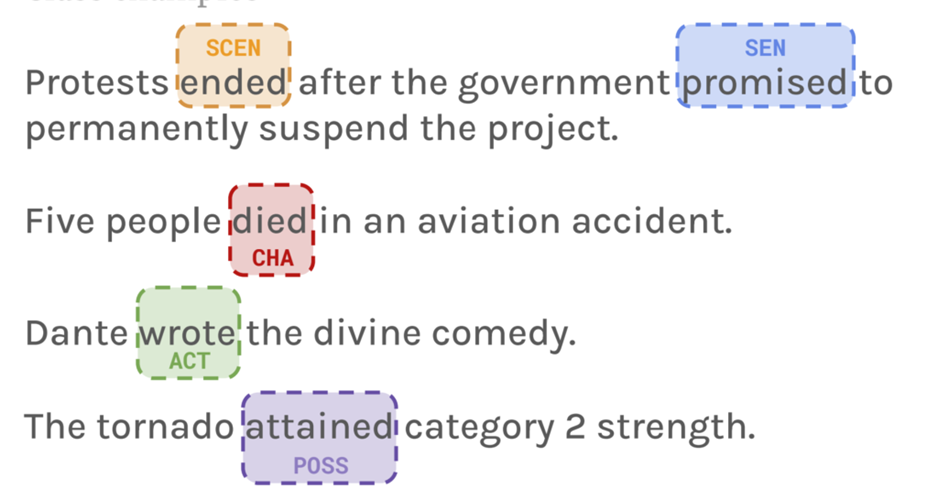 SCEN SEN
Protests ended after the government promised to
permanently suspend the project.
Five people died in an aviation accident.
CHA
Dante wrote the divine comedy.
ACT
The tornado attained category 2 strength.
POSS